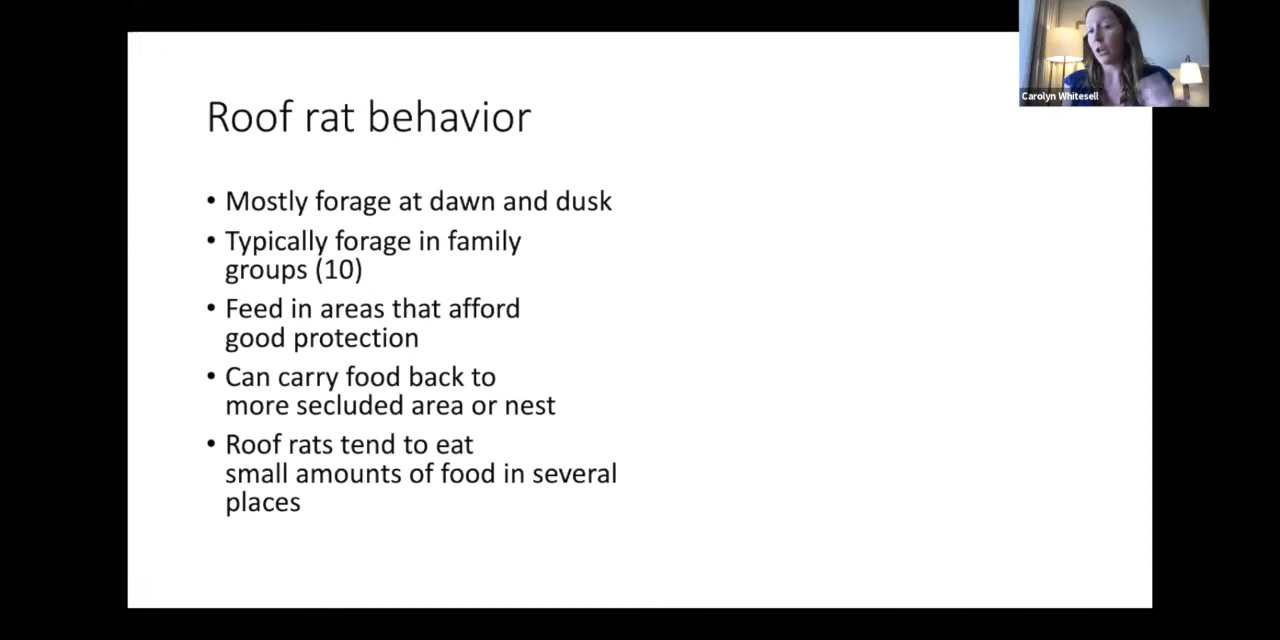 Carolyn Whitesell
Roof rat behavior
• Mostly forage at dawn and dusk
• Typically forage in family
groups (10)
• Feed in areas that afford
good protection
• Can carry food back to
more secluded area or nest
• Roof rats tend to eat
small amounts of food in several
places